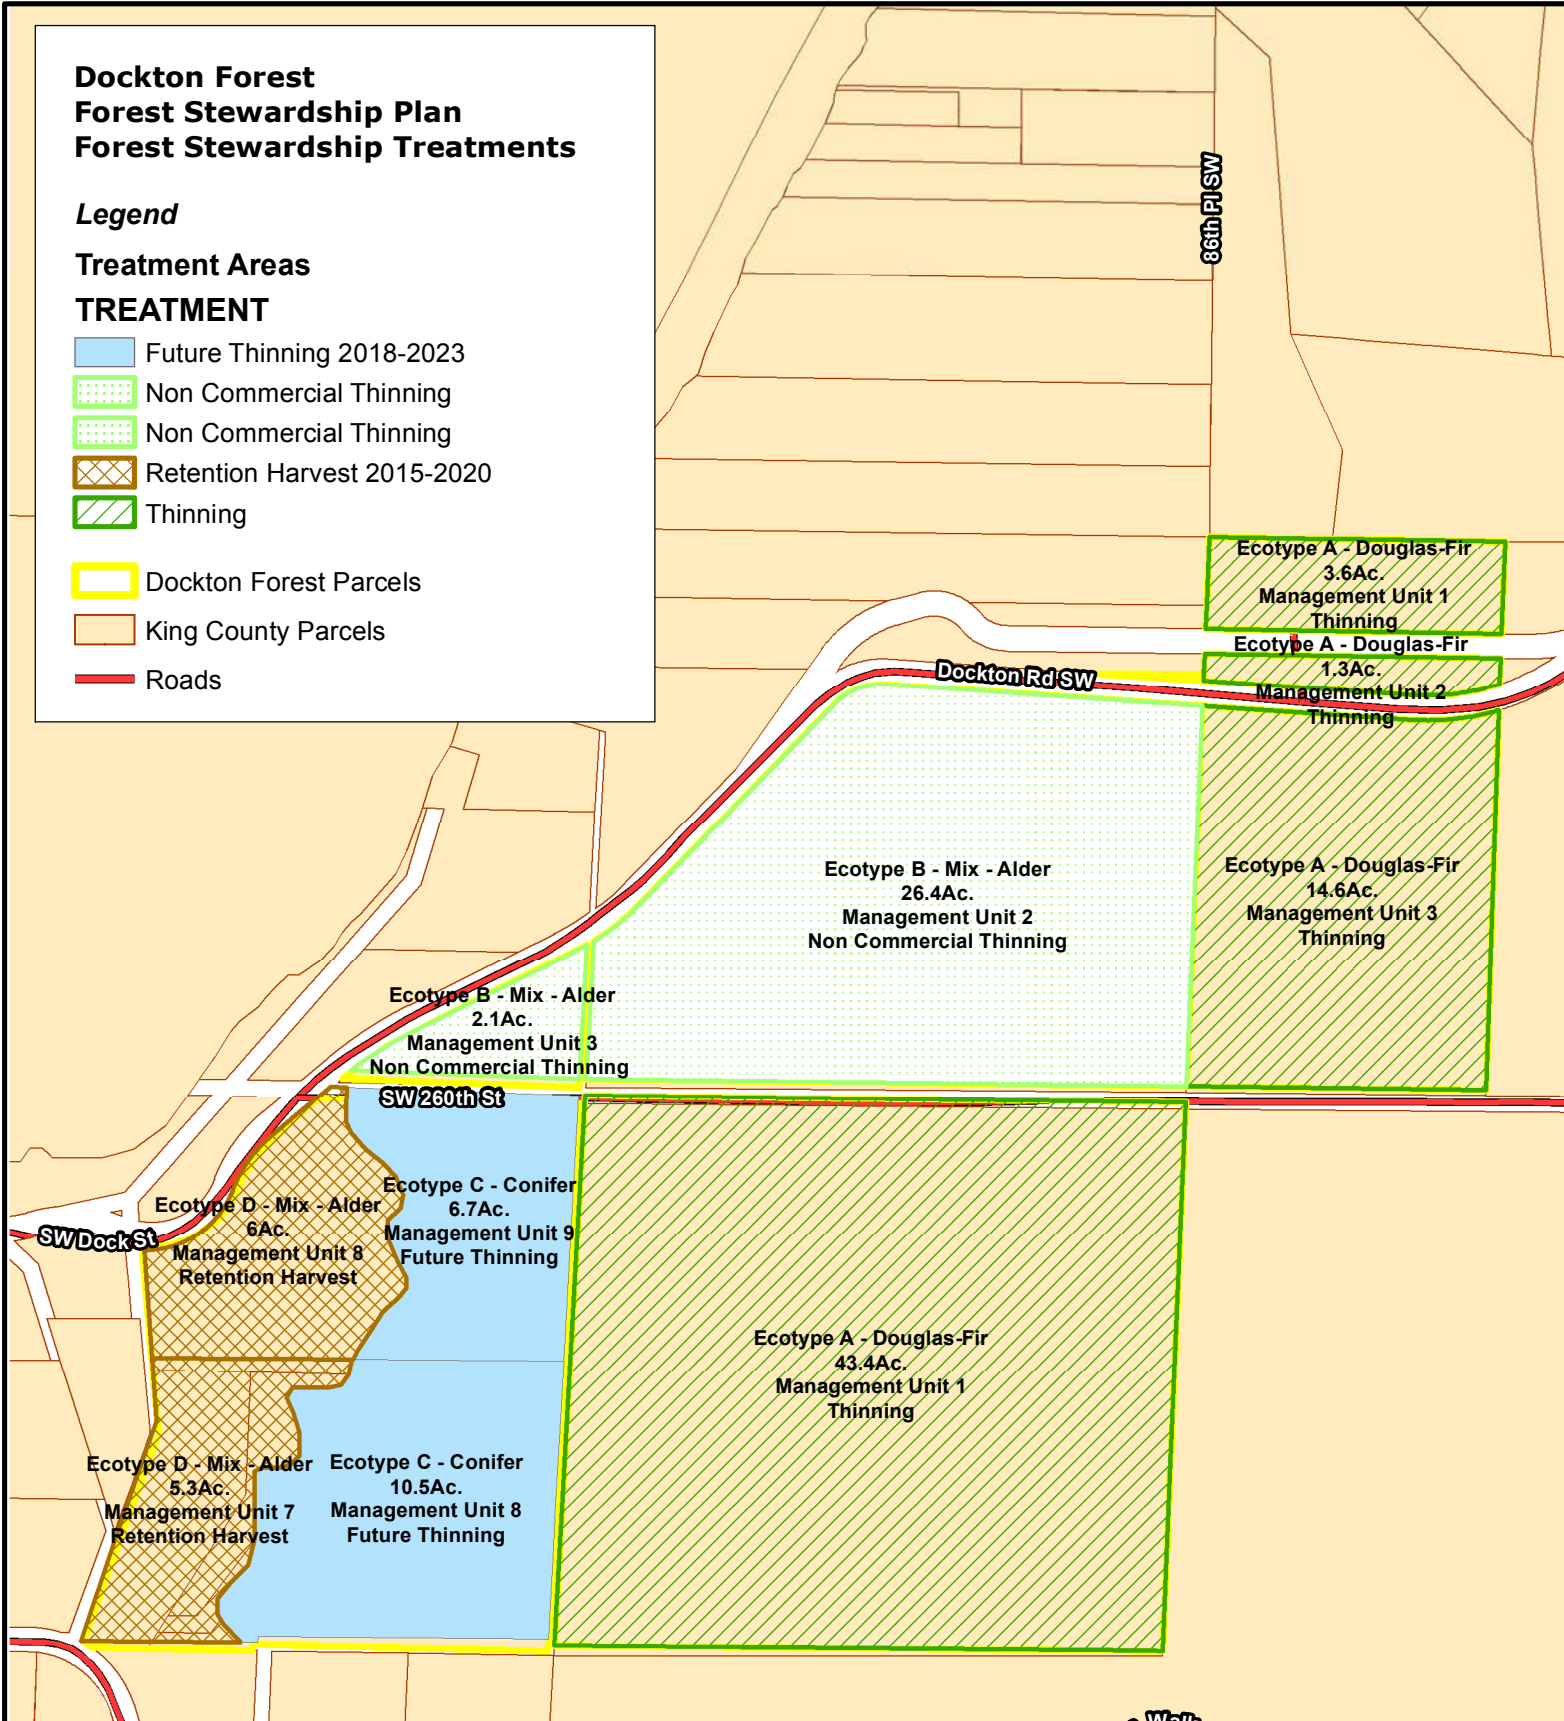 Dockton Forest
Forest Stewardship Plan
Forest Stewardship Treatments
Legend
Treatment Areas
TREATMENT
Future Thinning 2018-2023
Non Commercial Thinning
Non Commercial Thinning
Retention Harvest 2015-2020
Thinning
Dockton Forest Parcels
King County Parcels
Roads
86th Pl SW
Ecotype A - Douglas-Fir
3.6Ac.
Management Unit 1
Thinning
Ecotype A - Douglas-Fir
1.3Ac.
Management Unit 2
Thinning
Dockton Rd SW
Ecotype B - Mix - Alder
26.4Ac.
Management Unit 2
Non Commercial Thinning
Ecotype A - Douglas-Fir
14.6Ac.
Management Unit 3
Thinning
Ecotype B - Mix - Alder
2.1Ac.
Management Unit 3
Non Commercial Thinning
SW 260th St
Ecotype C - Conifer
6.7Ac.
Management Unit 9
Future Thinning
Ecotype D - Mix - Alder
6Ac.
Management Unit 8
Retention Harvest
SW Dock St
Ecotype A - Douglas-Fir
43.4Ac.
Management Unit 1
Thinning
Ecotype D - Mix - Alder
5.3Ac.
Management Unit 7
Retention Harvest
Ecotype C - Conifer
10.5Ac.
Management Unit 8
Future Thinning